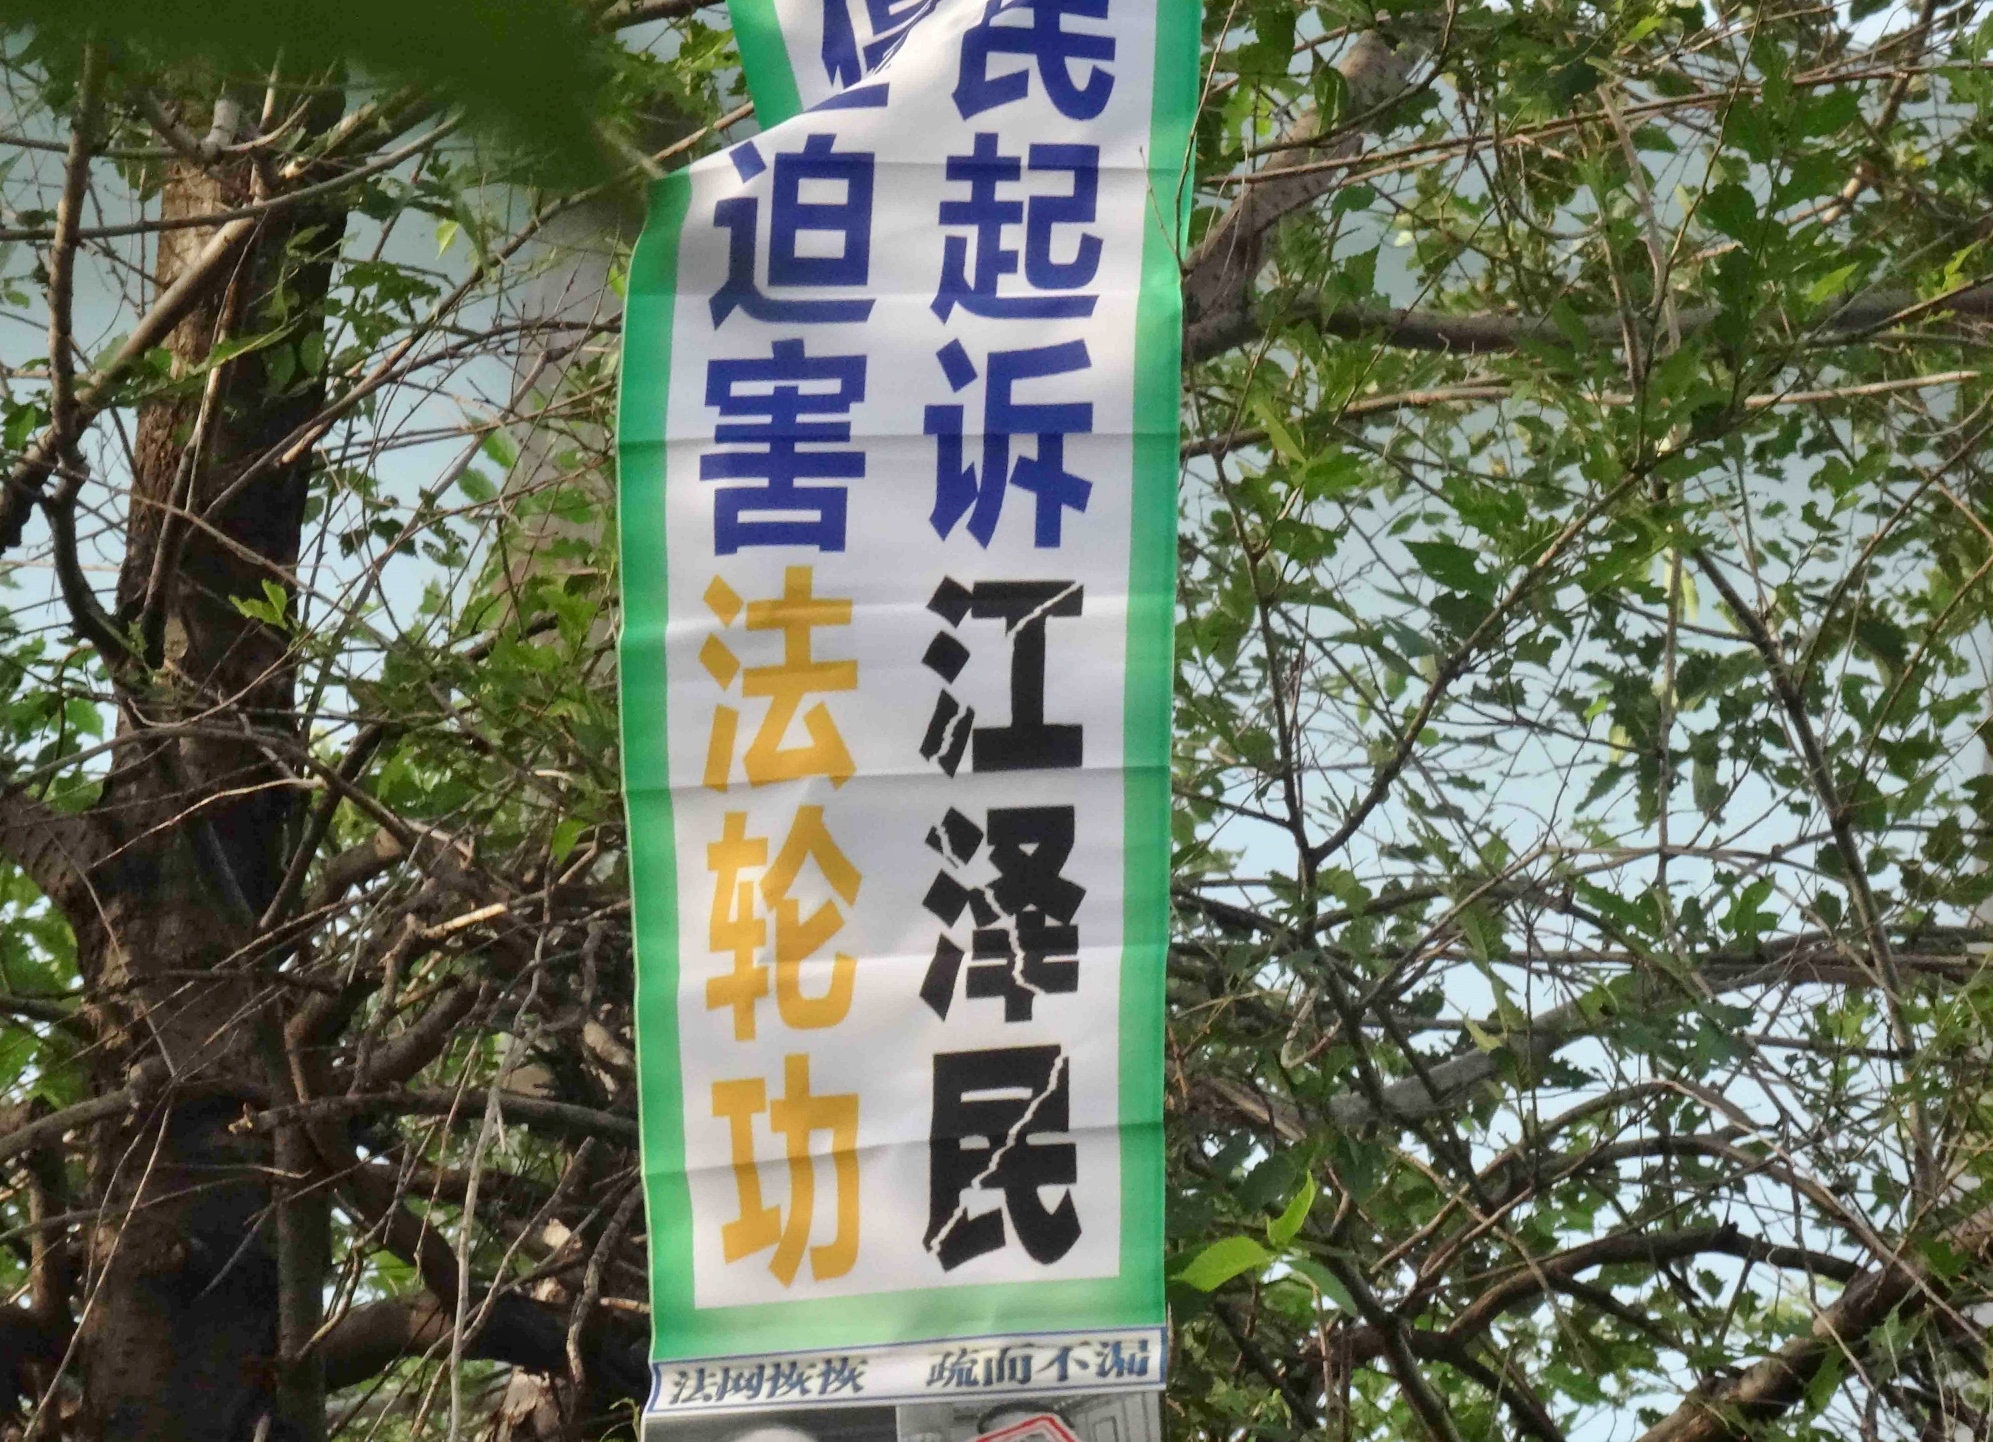 民起诉江泽民
迫害法轮功
法网恢恢 疏而不漏